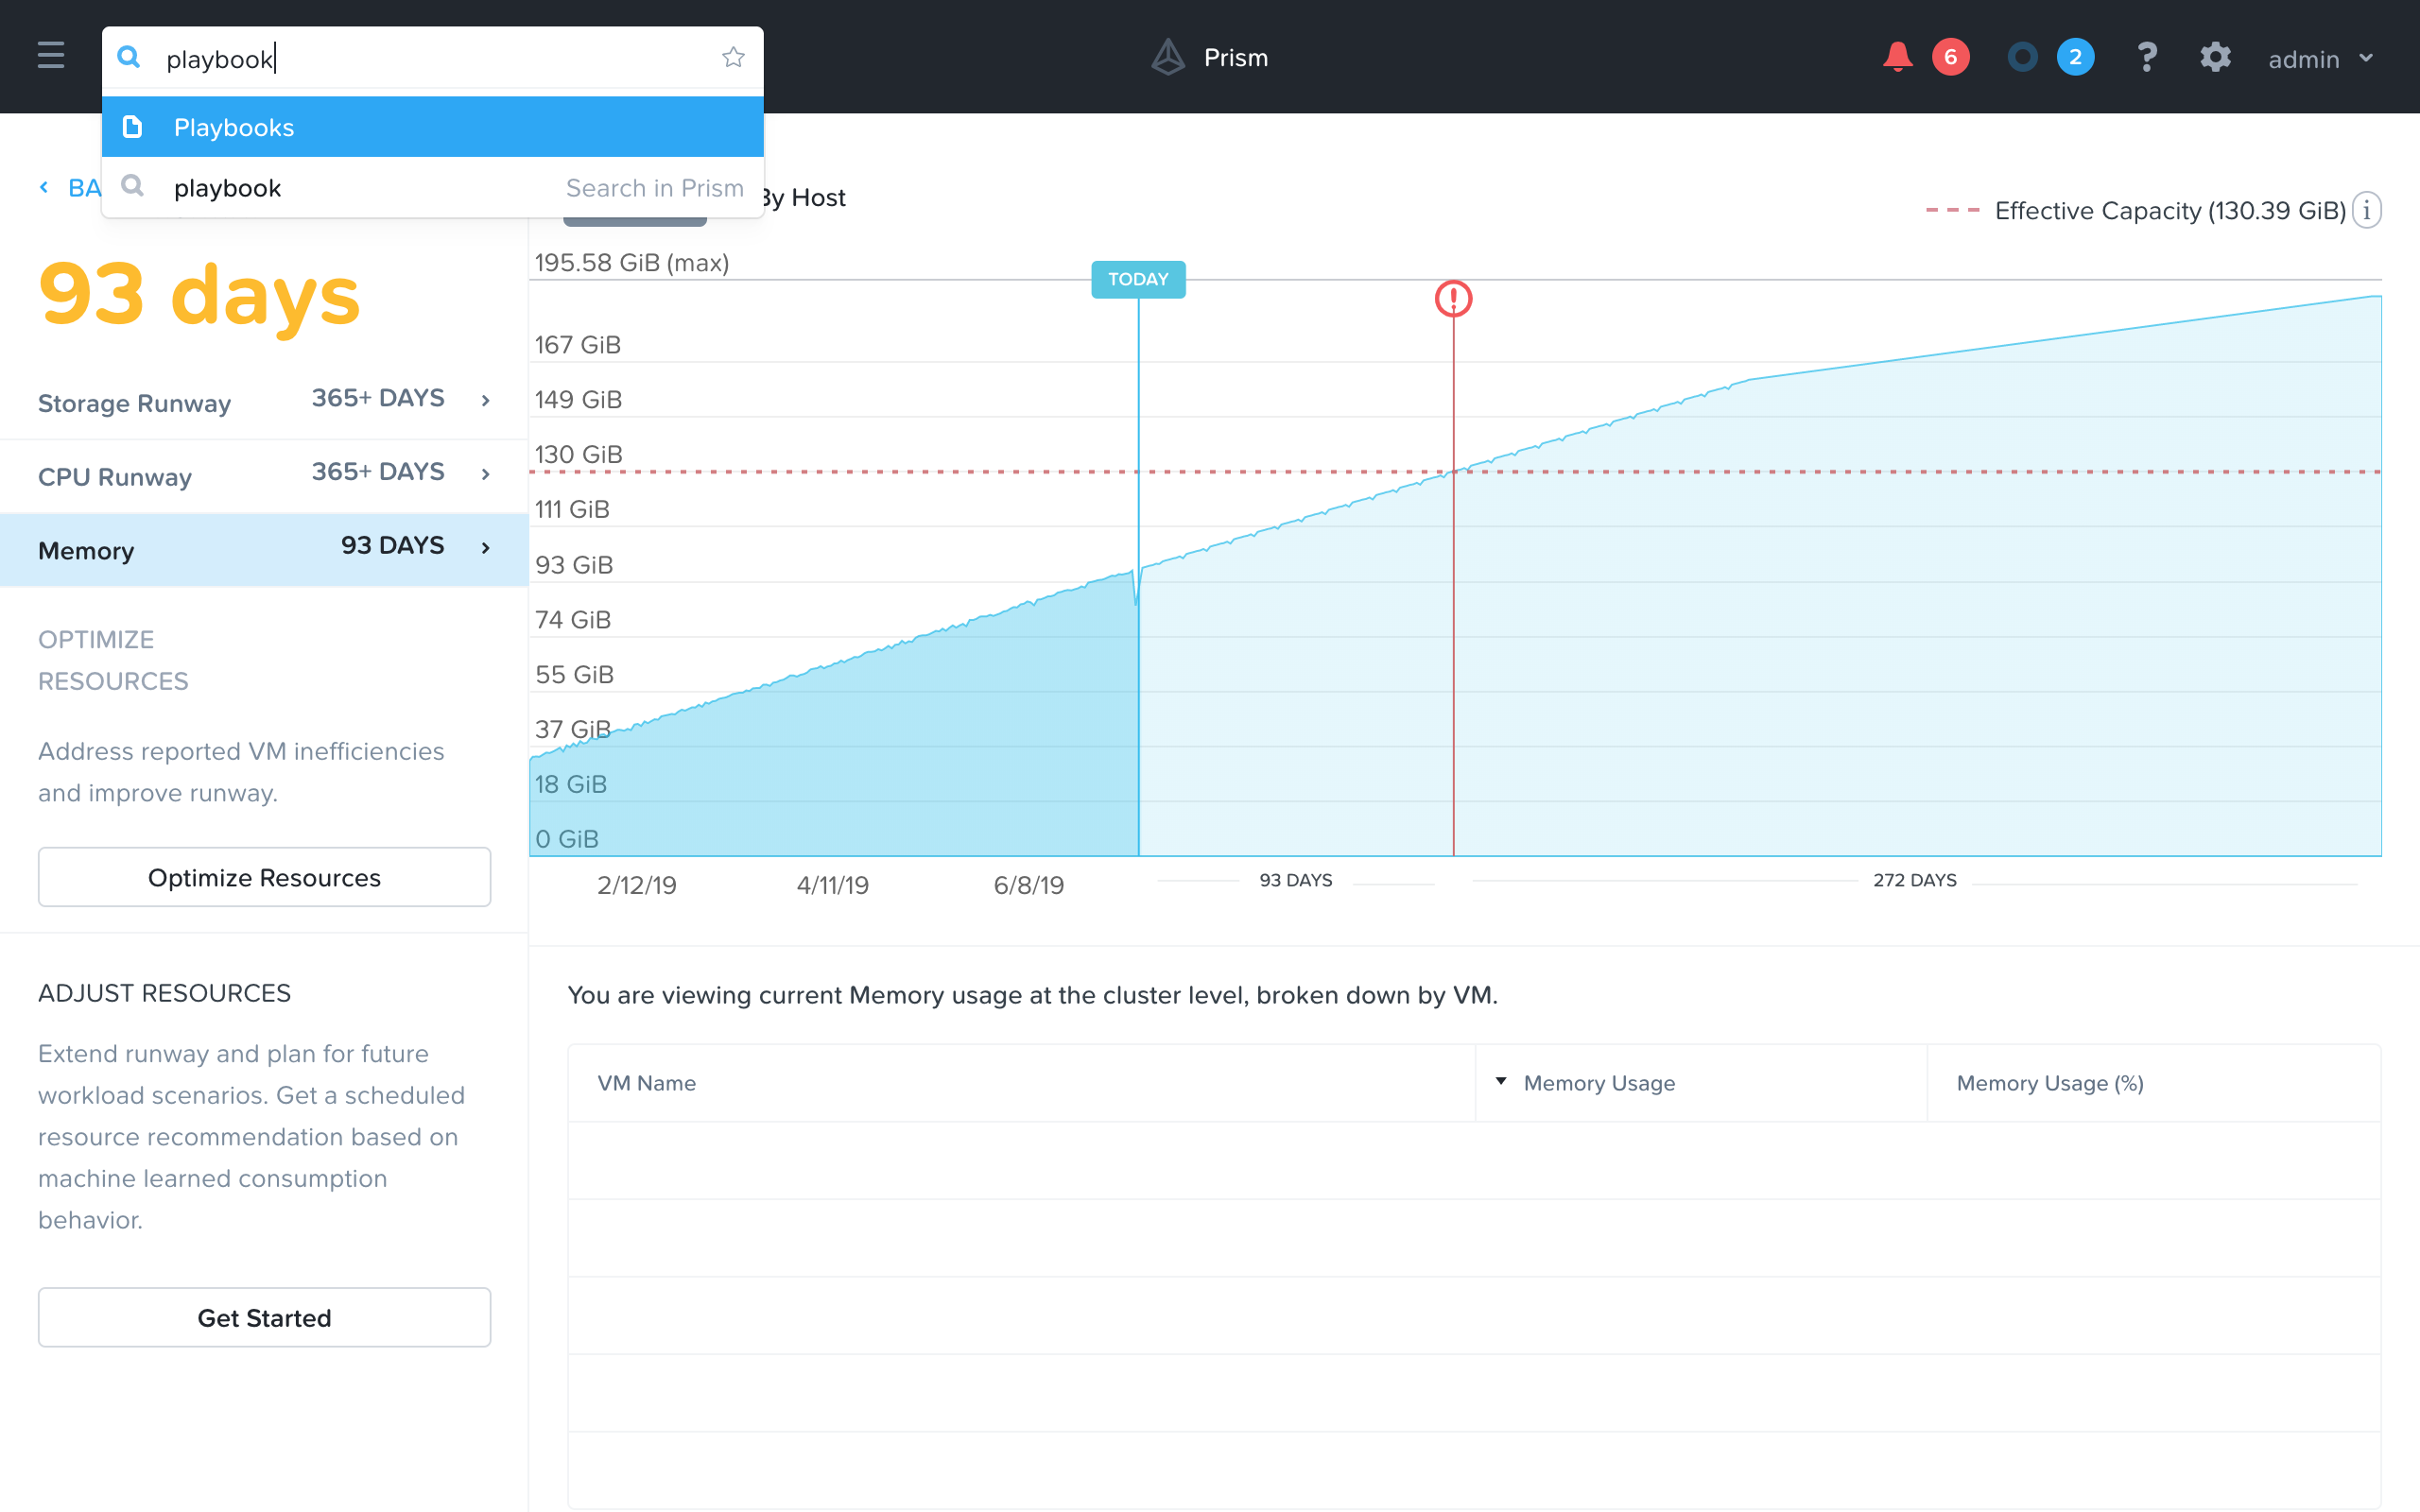 playbook
Prism
6
2
?
admin
Playbooks
playbook
Search in Prism
BA
By Host
Effective Capacity (130.39 GiB)
i
93 days
195.58 GiB (max)
TODAY
167 GiB
149 GiB
130 GiB
111 GiB
93 GiB
74 GiB
55 GiB
37 GiB
18 GiB
0 GiB
2/12/19
4/11/19
6/8/19
93 DAYS
272 DAYS
Storage Runway
365+ DAYS
CPU Runway
365+ DAYS
Memory
93 DAYS
OPTIMIZE
RESOURCES
Address reported VM inefficiencies
and improve runway.
Optimize Resources
ADJUST RESOURCES
Extend runway and plan for future
workload scenarios. Get a scheduled
resource recommendation based on
machine learned consumption
behavior.
Get Started
You are viewing current Memory usage at the cluster level, broken down by VM.
VM Name
Memory Usage
Memory Usage (%)